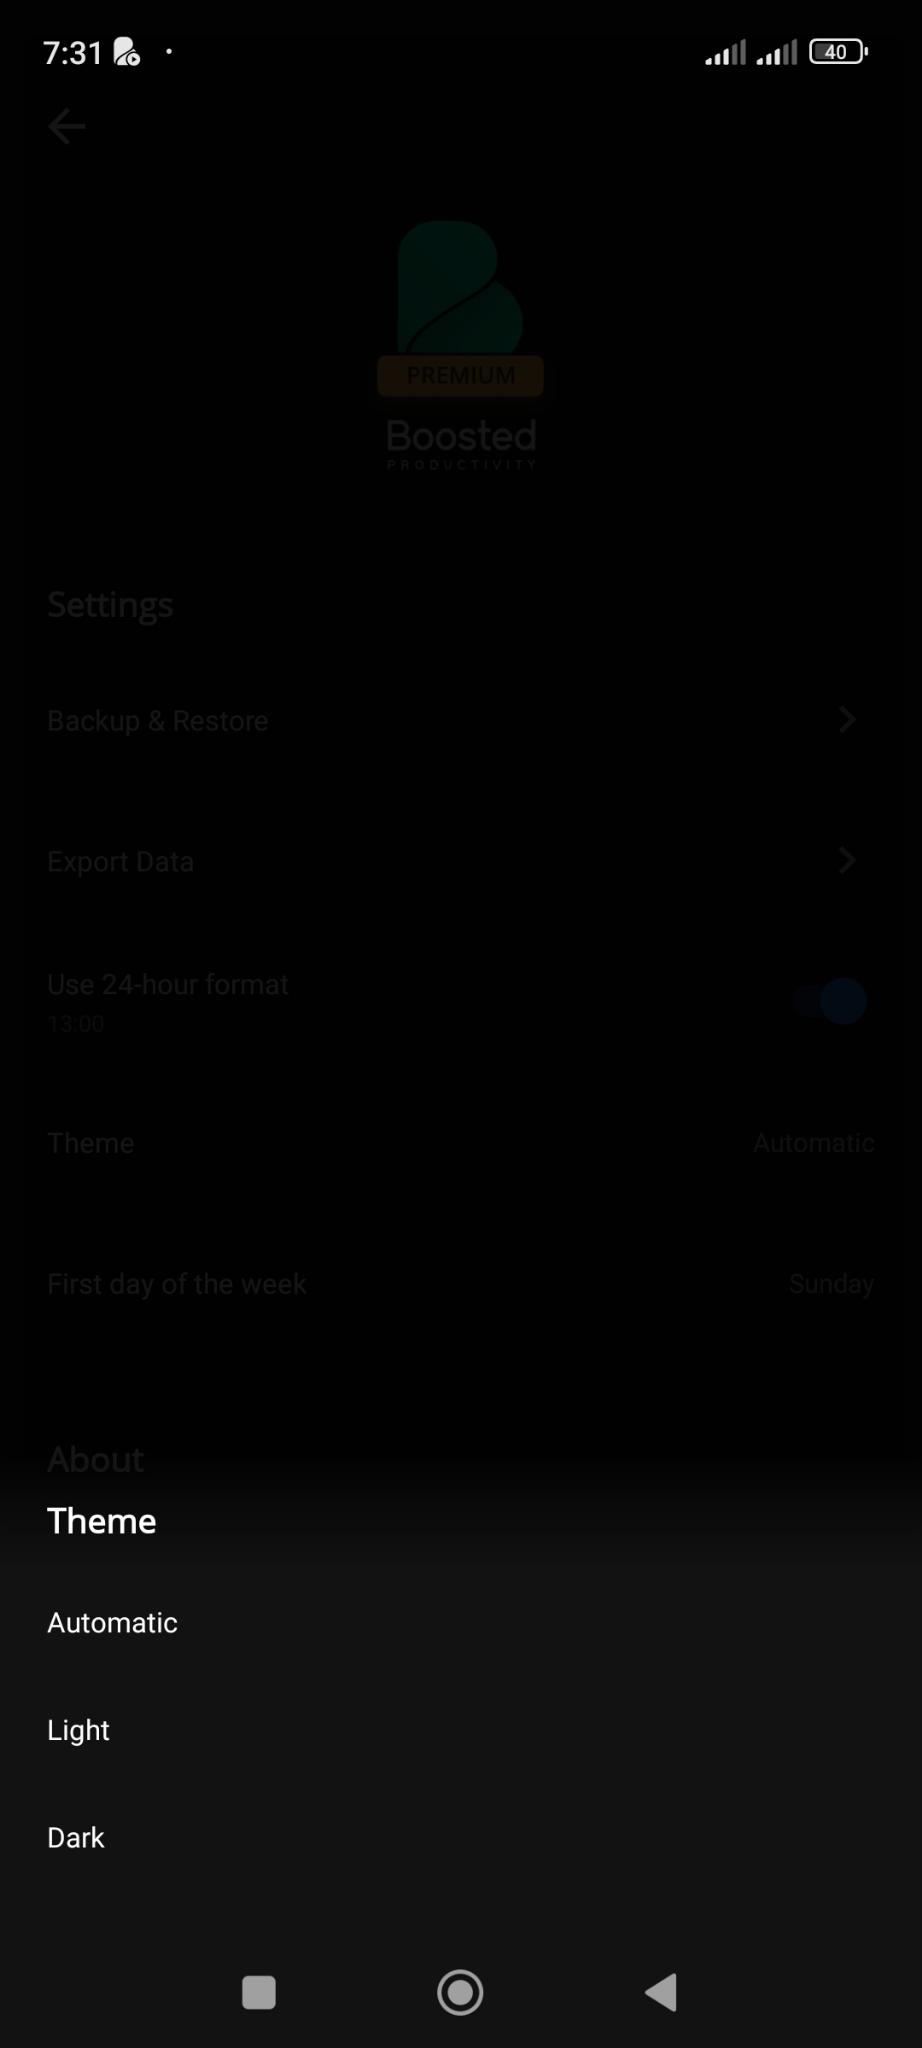 7:31
40
PREMIUM
Boosted
PRODUCTIVITY
Settings
Backup & Restore
Export Data
Use 24-hour format
13:00
Theme Automatic
First day of the week Sunday
About
Theme
Automatic
Light
Dark